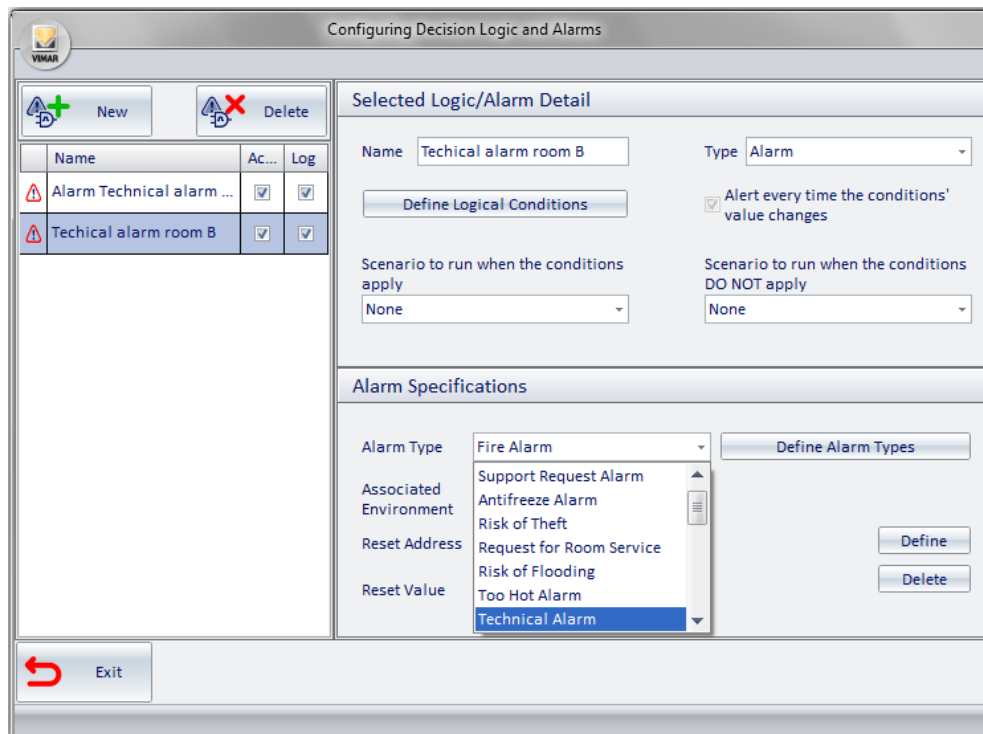 Configuring Decision Logic and Alarms
VIMAR
New
Delete
Name
Ac...
Log
Alarm Technical alarm ...
Techical alarm room B
Selected Logic/Alarm Detail
Name
Techical alarm room B
Type
Alarm
Define Logical Conditions
Alert every time the conditions'
value changes
Scenario to run when the conditions
apply
None
Scenario to run when the conditions
DO NOT apply
None
Alarm Specifications
Alarm Type
Fire Alarm
Define Alarm Types
Support Request Alarm
Antifreeze Alarm
Risk of Theft
Request for Room Service
Risk of Flooding
Too Hot Alarm
Technical Alarm
Associated
Environment
Reset Address
Define
Reset Value
Delete
Exit